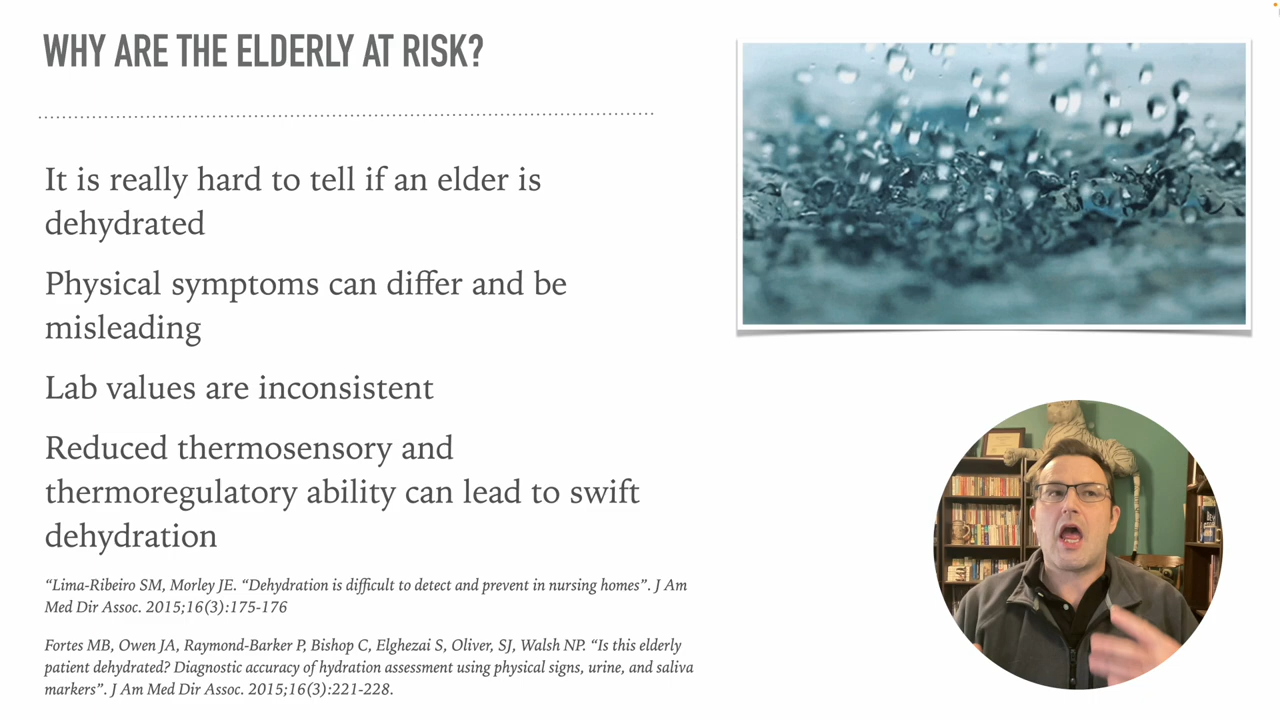 WHY ARE THE ELDERLY AT RISK?
It is really hard to tell if an elder is
dehydrated
Physical symptoms can differ and be
misleading
Lab values are inconsistent
Reduced thermosensory and
thermoregulatory ability can lead to swift
dehydration
“Lima-Ribeiro SM, Morley JE. “Dehydration is difficult to detect and prevent in nursing homes”. J Am
Med Dir Assoc. 2015;16(3):175-176
Fortes MB, Owen JA, Raymond-Barker P, Bishop C, Elghezai S, Oliver, SJ, Walsh NP. “Is this elderly
patient dehydrated? Diagnostic accuracy of hydration assessment using physical signs, urine, and saliva
markers”. J Am Med Dir Assoc. 2015;16(3):221-228.